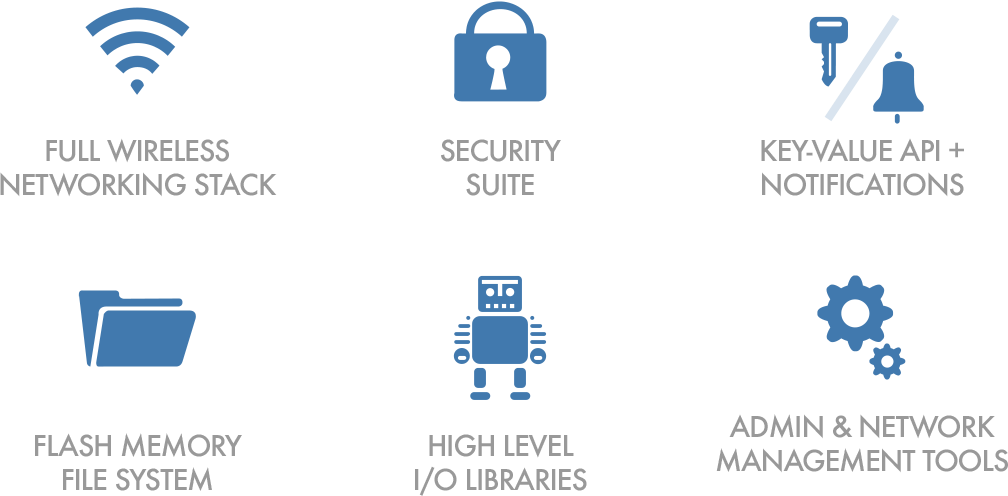 FULL WIRELESS
NETWORKING STACK
SECURITY
SUITE
KEY-VALUE API +
NOTIFICATIONS
FLASH MEMORY
FILE SYSTEM
HIGH LEVEL
I/O LIBRARIES
ADMIN & NETWORK
MANAGEMENT TOOLS